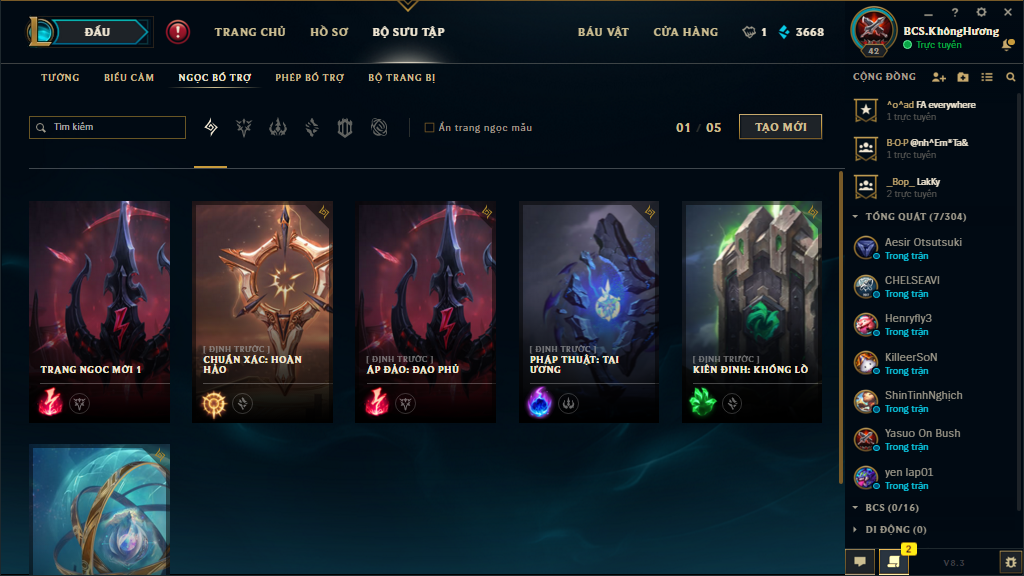 ĐẤU
TRANG CHỦ
HỒ SƠ
BỘ SƯU TẬP
BÁU VẬT
CỬA HÀNG
1
3668
42
BCS.KhôngHương
Trực tuyến
TƯỚNG
BIỂU CẢM
NGỌC BỔ TRỢ
PHÉP BỔ TRỢ
BỘ TRANG BỊ
CỘNG ĐỒNG
Tìm kiếm
Ẩn trang ngọc mẫu
01 / 05
TẠO MỚI
^o^ad FA everywhere
1 trực tuyến
B-O-P @nh^Em*Ta&
1 trực tuyến
_Bop_ LakKy
2 trực tuyến
TỔNG QUÁT (7/304)
Aesir Otsutsuki
Trong trận
CHELSEAVI
Trong trận
Henryfly3
Trong trận
KilleerSoN
Trong trận
ShinTinhNghịch
Trong trận
Yasuo On Bush
Trong trận
yen lap01
Trong trận
BCS (0/16)
DI ĐỘNG (0)
TRANG NGỌC MỚI 1
[ ĐỊNH TRƯỚC ]
CHUẨN XÁC: HOÀN
HẢO
[ ĐỊNH TRƯỚC ]
ÁP ĐẢO: ĐAO PHỦ
[ ĐỊNH TRƯỚC ]
PHÁP THUẬT: TAI
ƯƠNG
[ ĐỊNH TRƯỚC ]
KIÊN ĐỊNH: KHỔNG LỒ
2
V8.3